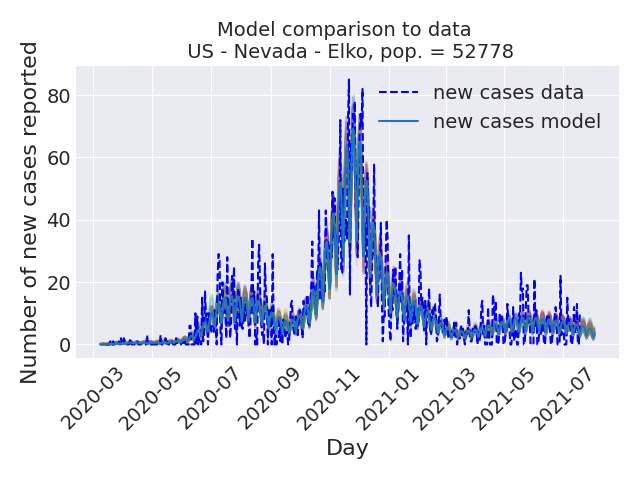 Model comparison to data
US - Nevada - Elko, pop. = 52778
Number of new cases reported
80
60
40
20
0
new cases data
new cases model
2020-03
2020-05
2020-07
2020-09
2020-11
2021-01
2021-03
2021-05
2021-07
Day